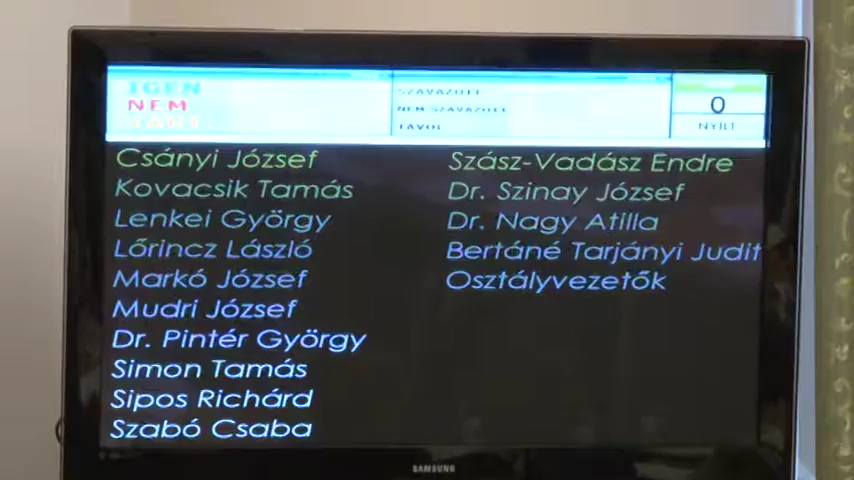 IGEN
NEM
TART.
SZAVAZOTT
NEM SZAVAZOTT
TÁVOL
0
NYÍLT
Csányi József
Kovacsik Tamás
Lenkei György
Lőrincz László
Markó József
Mudri József
Dr. Pintér György
Simon Tamás
Sipos Richárd
Szabó Csaba
Szász-Vadász Endre
Dr. Szinay József
Dr. Nagy Atilla
Bertáné Tarjányi Judit
Osztályvezetők
SAMSUNG